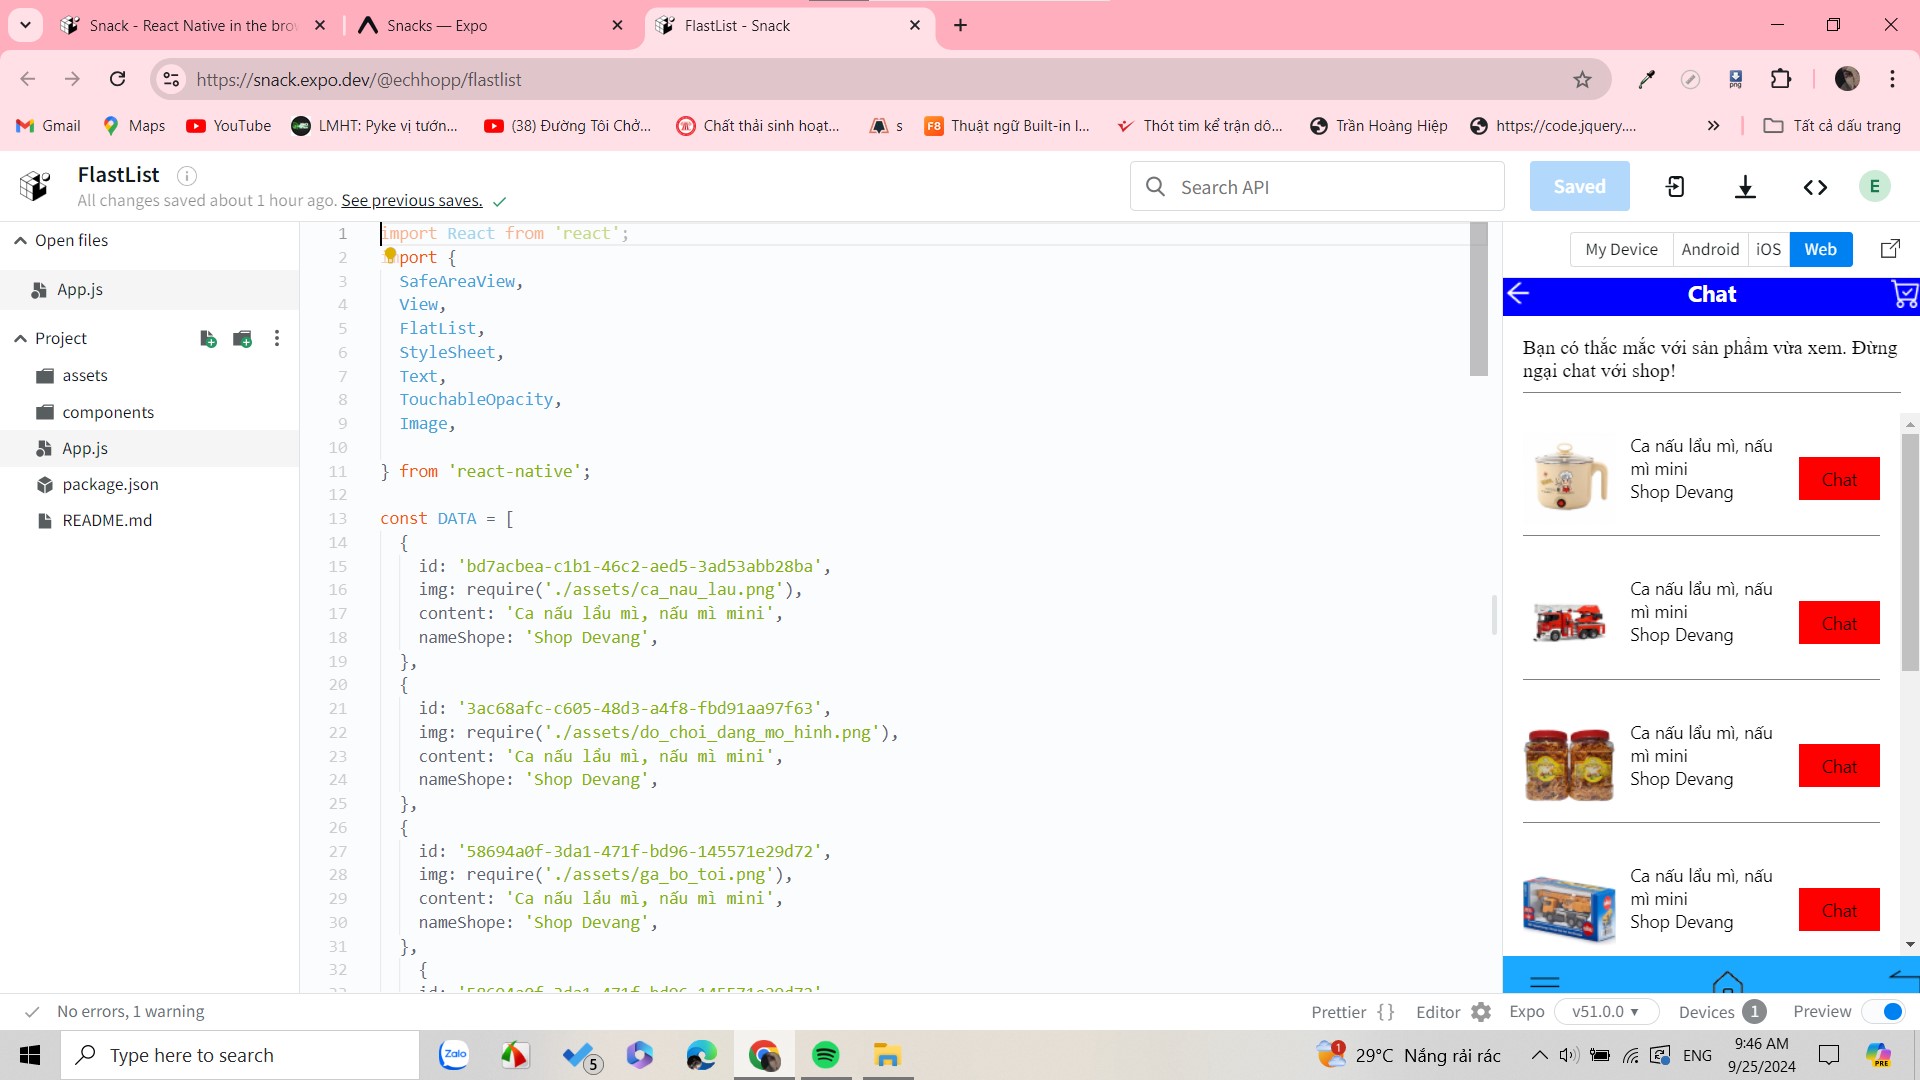 Snack - React Native in the bro
Snacks — Expo
FlastList - Snack
https://snack.expo.dev/@echhopp/flastlist
Gmail
Maps
YouTube
LMHT: Pyke vị tướn...
(38) Đường Tôi Chở...
Chất thải sinh hoạt...
s
F8
Thuật ngữ Built-in l...
Thót tim kể trận đô...
Trần Hoàng Hiệp
https://code.jquery....
Tất cả dấu trang
FlastList
All changes saved about 1 hour ago. See previous saves.
Search API
Saved
E
Open files
App.js
Project
assets
components
App.js
package.json
README.md
1 import React from 'react';
2 import {
3 SafeAreaView,
4 View,
5 FlatList,
6 StyleSheet,
7 Text,
8 TouchableOpacity,
9 Image,
10
11 } from 'react-native';
12
13 const DATA = [
14 {
15 id: 'bd7acbea-c1b1-46c2-aed5-3ad53abb28ba',
16 img: require('./assets/ca_nau_lau.png'),
17 content: 'Ca nấu lẩu mì, nấu mì mini',
18 nameShope: 'Shop Devang',
19 },
20 {
21 id: '3ac68afc-c605-48d3-a4f8-fbd91aa97f63',
22 img: require('./assets/do_choi_dang_mo_hinh.png'),
23 content: 'Ca nấu lẩu mì, nấu mì mini',
24 nameShope: 'Shop Devang',
25 },
26 {
27 id: '58694a0f-3da1-471f-bd96-145571e29d72',
28 img: require('./assets/ga_bo_toi.png'),
29 content: 'Ca nấu lẩu mì, nấu mì mini',
30 nameShope: 'Shop Devang',
31 },
32 {
33 id: '58694a0f-3da1-471f-bd96-145571e29d72',
My Device
Android
iOS
Web
Chat
Bạn có thắc mắc với sản phẩm vừa xem. Đừng
ngại chat với shop!
Ca nấu lẩu mì, nấu
mì mini
Shop Devang
Chat
Ca nấu lẩu mì, nấu
mì mini
Shop Devang
Chat
Ca nấu lẩu mì, nấu
mì mini
Shop Devang
Chat
Ca nấu lẩu mì, nấu
mì mini
Shop Devang
Chat
No errors, 1 warning
Prettier { }
Editor
Expo
v51.0.0
Devices 1
Preview
Type here to search
Zalo
5
1
29°C Nắng rải rác
ENG
9:46 AM
9/25/2024
PRE